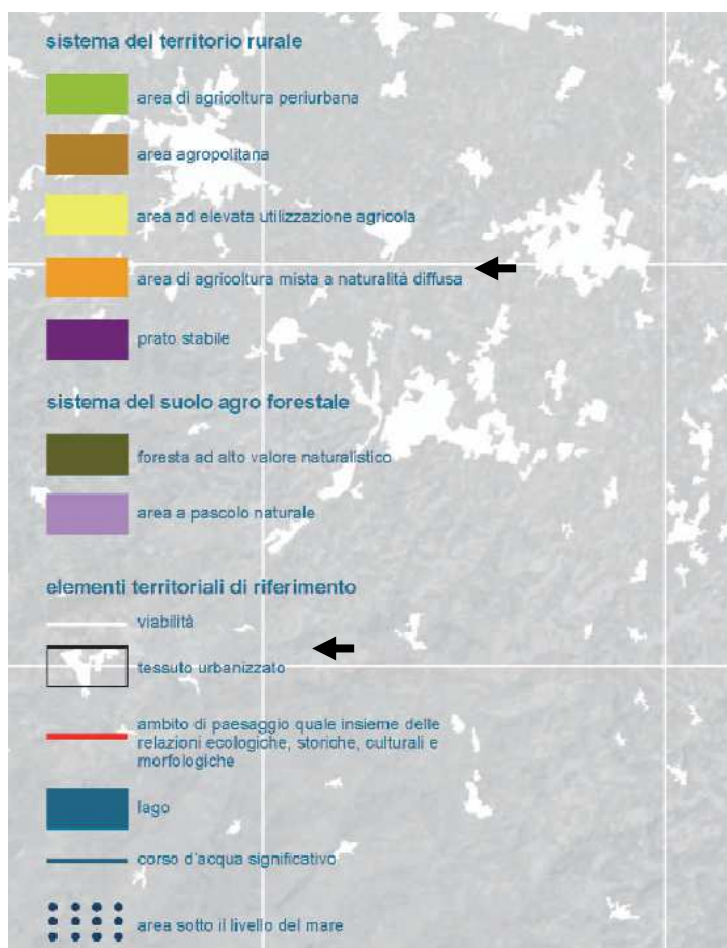 sistema del territorio rurale
area di agricoltura periurbana
area agropolitana
area ad elevata utilizzazione agricola
area di agricoltura mista a naturalità diffusa
prato stabile
sistema del suolo agro forestale
foresta ad alto valore naturalistico
area a pascolo naturale
elementi territoriali di riferimento
viabilità
tessuto urbanizzato
ambito di paesaggio quale insieme delle
relazioni ecologiche, storiche, culturali e
morfologiche
lago
corso d'acqua significativo
area sotto il livello del mare